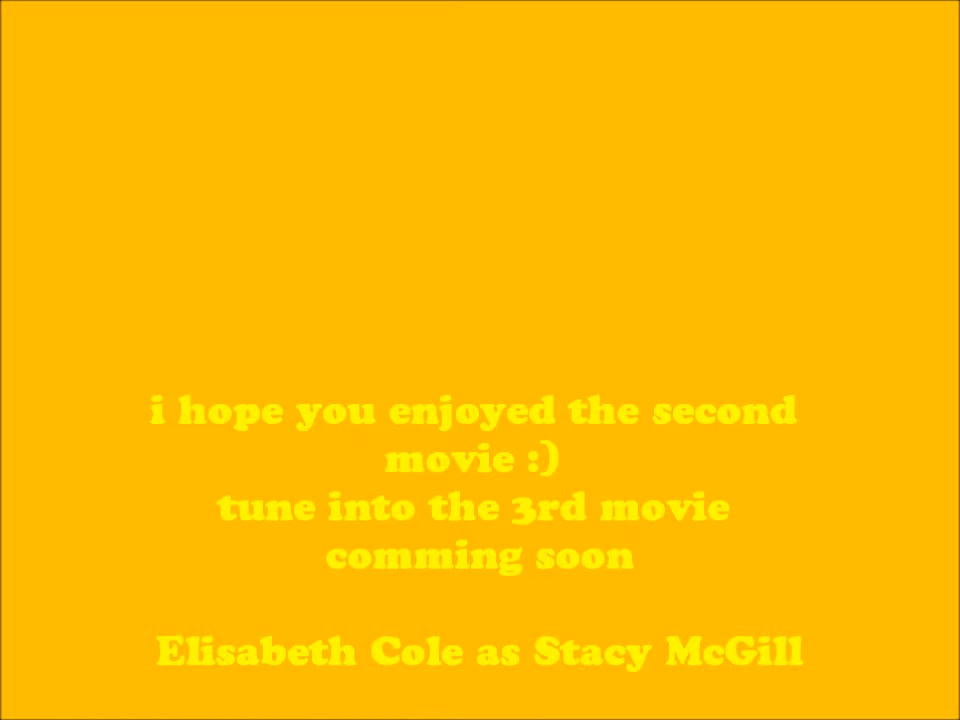 i hope you enjoyed the second
movie :)
tune into the 3rd movie
comming soon
Elisabeth Cole as Stacy McGill